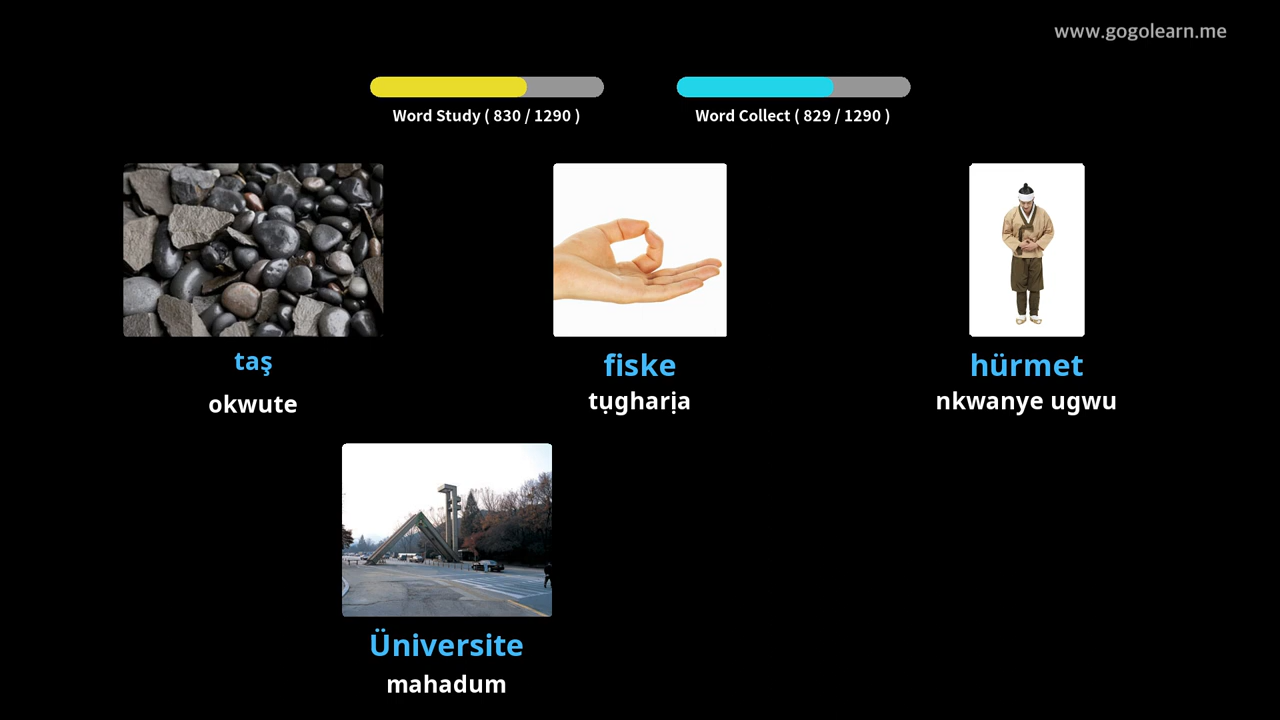 www.gogolearn.me
Word Study ( 830 / 1290 )
Word Collect ( 829 / 1290 )
taş
okwute
fiske
tụgharịa
hürmet
nkwanye ugwu
Üniversite
mahadum